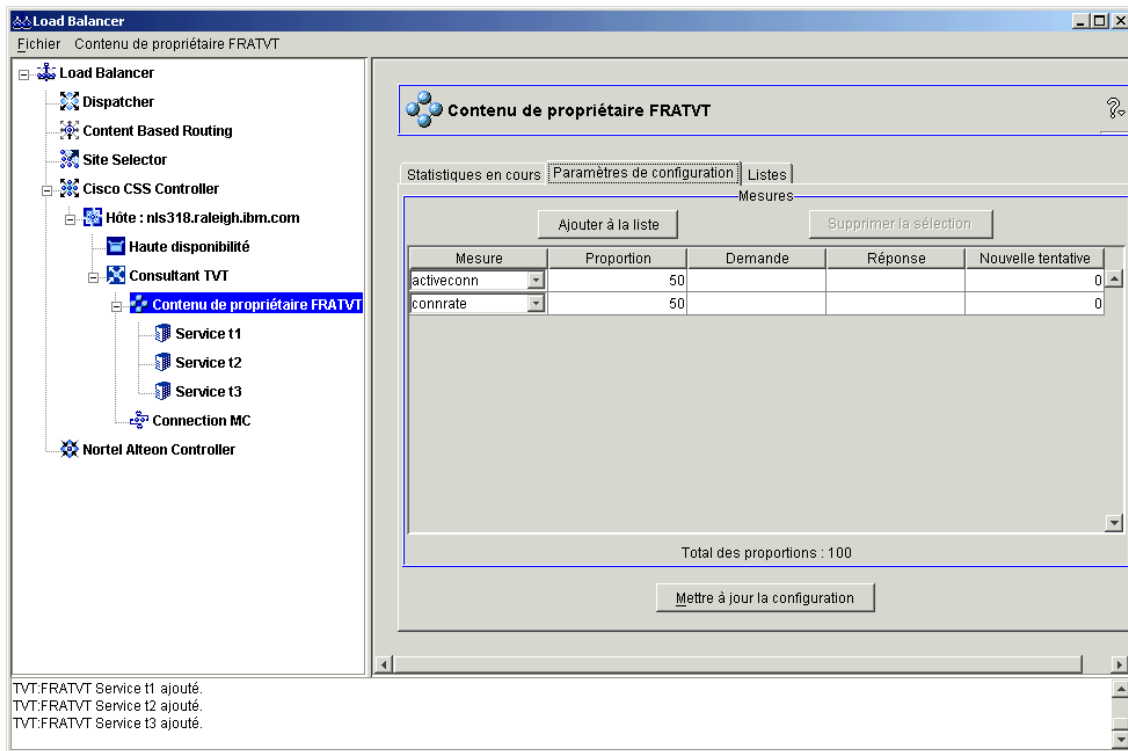 Load Balancer
Fichier Contenu de propriétaire FRATVT
Load Balancer
Dispatcher
Content Based Routing
Site Selector
Cisco CSS Controller
Hôte : nls318.raleigh.ibm.com
Haute disponibilité
Consultant TVT
Contenu de propriétaire FRATVT
Service t1
Service t2
Service t3
Connection MC
Nortel Alteon Controller
Contenu de propriétaire FRATVT
?
Statistiques en cours Paramètres de configuration Listes
Mesures
Ajouter à la liste Supprimer la sélection
Mesure Proportion Demande Réponse Nouvelle tentative
activeconn 50 0
connrate 50 0
Total des proportions : 100
Mettre à jour la configuration
TVT:FRATVT Service t1 ajouté.
TVT:FRATVT Service t2 ajouté.
TVT:FRATVT Service t3 ajouté.